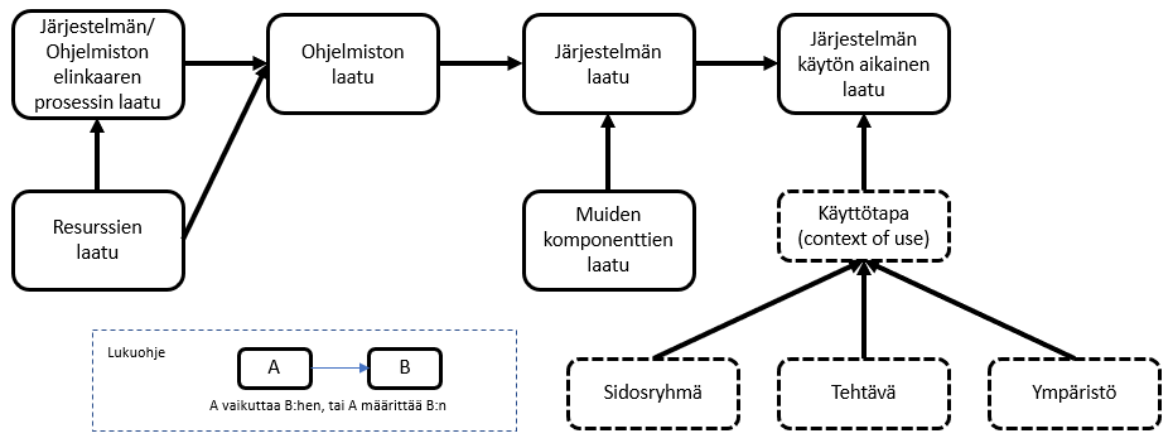 Järjestelmän/
Ohjelmiston
elinkaaren
prosessin laatu
Ohjelmiston
laatu
Järjestelmän
laatu
Järjestelmän
käytön aikainen
laatu
Resurssien
laatu
Muiden
komponenttien
laatu
Käyttötapa
(context of use)
Lukuohje
A
B
A vaikuttaa B:hen, tai A määrittää B:n
Sidosryhmä
Tehtävä
Ympäristö